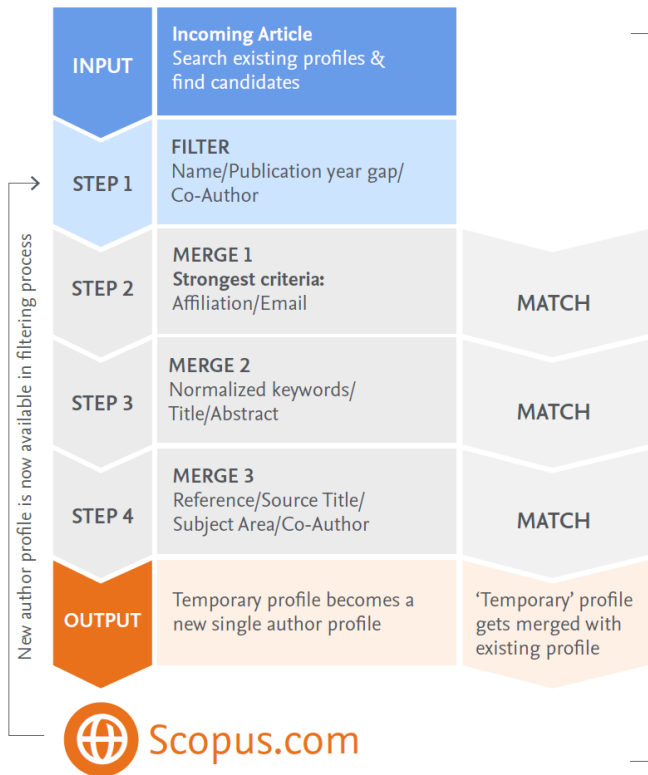 INPUT
Incoming Article
Search existing profiles &
find candidates
STEP 1
FILTER
Name/Publication year gap/
Co-Author
STEP 2
MERGE 1
Strongest criteria:
Affiliation/Email
MATCH
STEP 3
MERGE 2
Normalized keywords/
Title/Abstract
MATCH
STEP 4
MERGE 3
Reference/Source Title/
Subject Area/Co-Author
MATCH
OUTPUT
Temporary profile becomes a
new single author profile
‘Temporary’ profile
gets merged with
existing profile
New author profile is now available in filtering process
Scopus.com